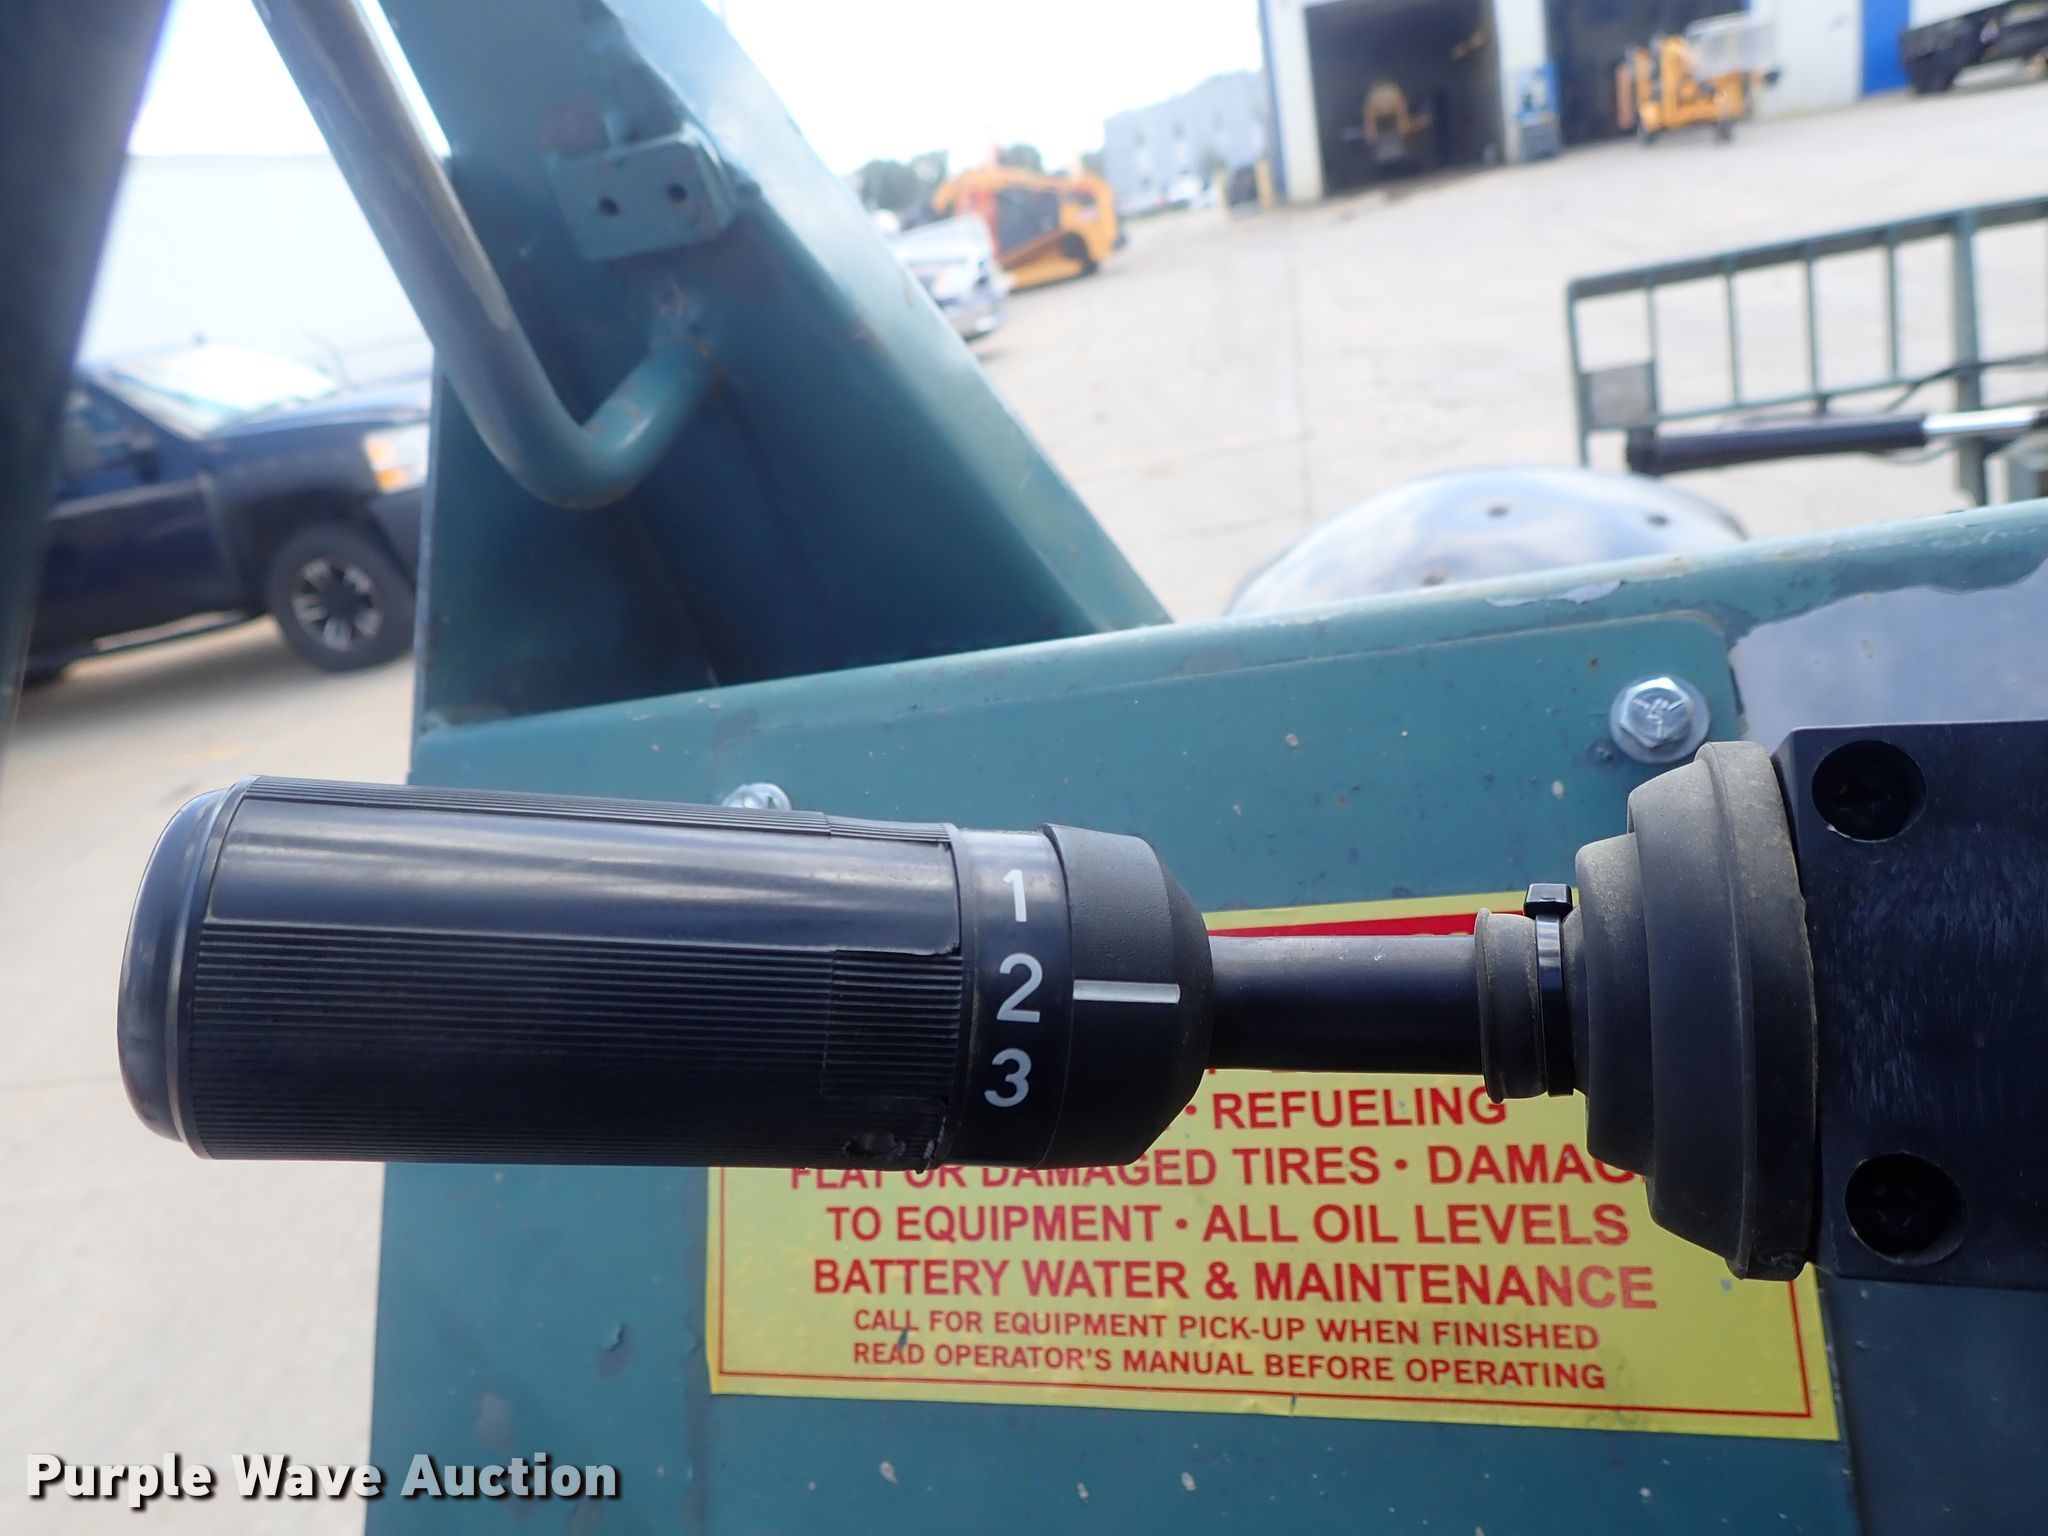 1
2
3
• REFUELING
FLAT OR DAMAGED TIRES • DAMAG
TO EQUIPMENT • ALL OIL LEVELS
BATTERY WATER & MAINTENANCE
CALL FOR EQUIPMENT PICK-UP WHEN FINISHED
READ OPERATOR'S MANUAL BEFORE OPERATING
Purple Wave Auction